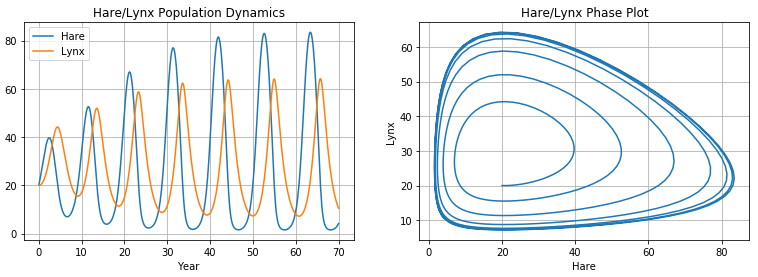 Hare/Lynx Population Dynamics
80
60
40
20
0
Hare
Lynx
0 10 20 30 40 50 60 70
Year
Hare/Lynx Phase Plot
60
50
40
30
20
10
Lynx
0 20 40 60 80
Hare